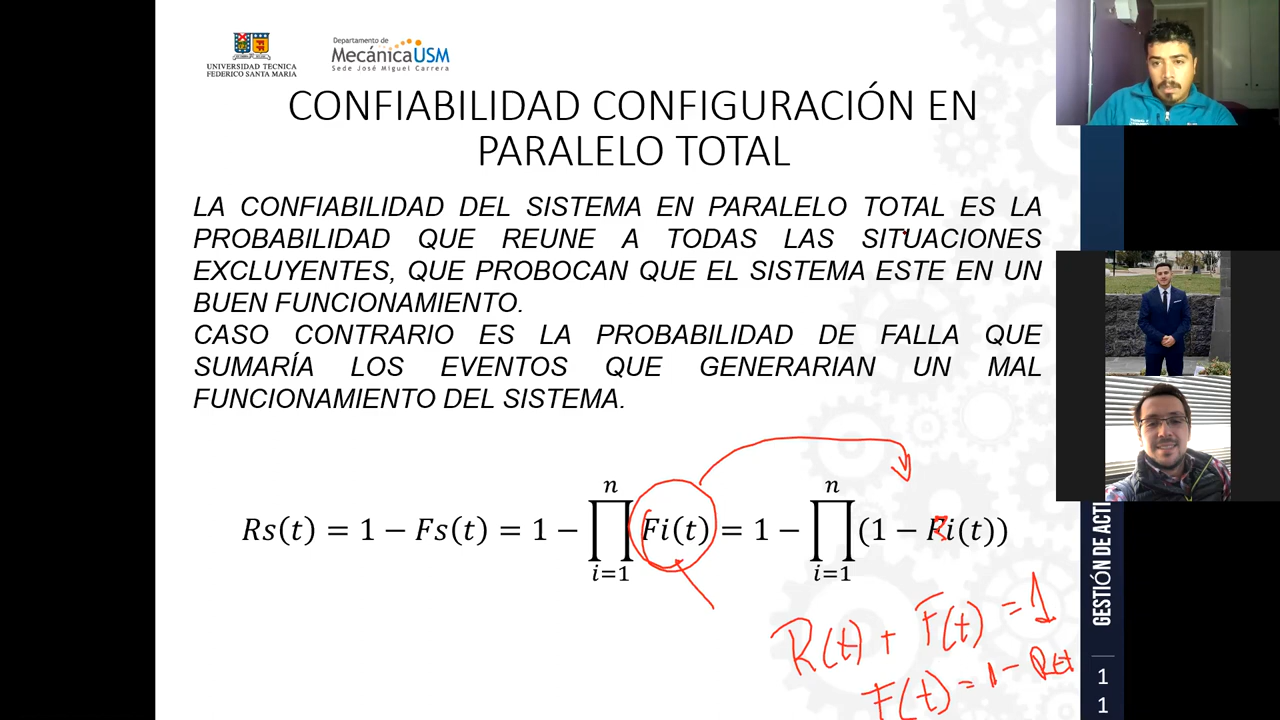 UNIVERSIDAD TECNICA
FEDERICO SANTA MARIA
Departamento de
MecánicaUSM
Sede José Miguel Carrera
CONFIABILIDAD CONFIGURACIÓN EN
PARALELO TOTAL
LA CONFIABILIDAD DEL SISTEMA EN PARALELO TOTAL ES LA
PROBABILIDAD QUE REUNE A TODAS LAS SITUACIONES
EXCLUYENTES, QUE PROBOCAN QUE EL SISTEMA ESTE EN UN
BUEN FUNCIONAMIENTO.
CASO CONTRARIO ES LA PROBABILIDAD DE FALLA QUE
SUMARÍA LOS EVENTOS QUE GENERARIAN UN MAL
FUNCIONAMIENTO DEL SISTEMA.
Rs(t) = 1 − Fs(t) = 1 − ∏ i=1 n Fi(t) = 1 − ∏ i=1 n (1 − Ri(t))
R(t) + F(t) = 1
F(t) = 1 - R(t)
GESTIÓN DE ACTI
1
1